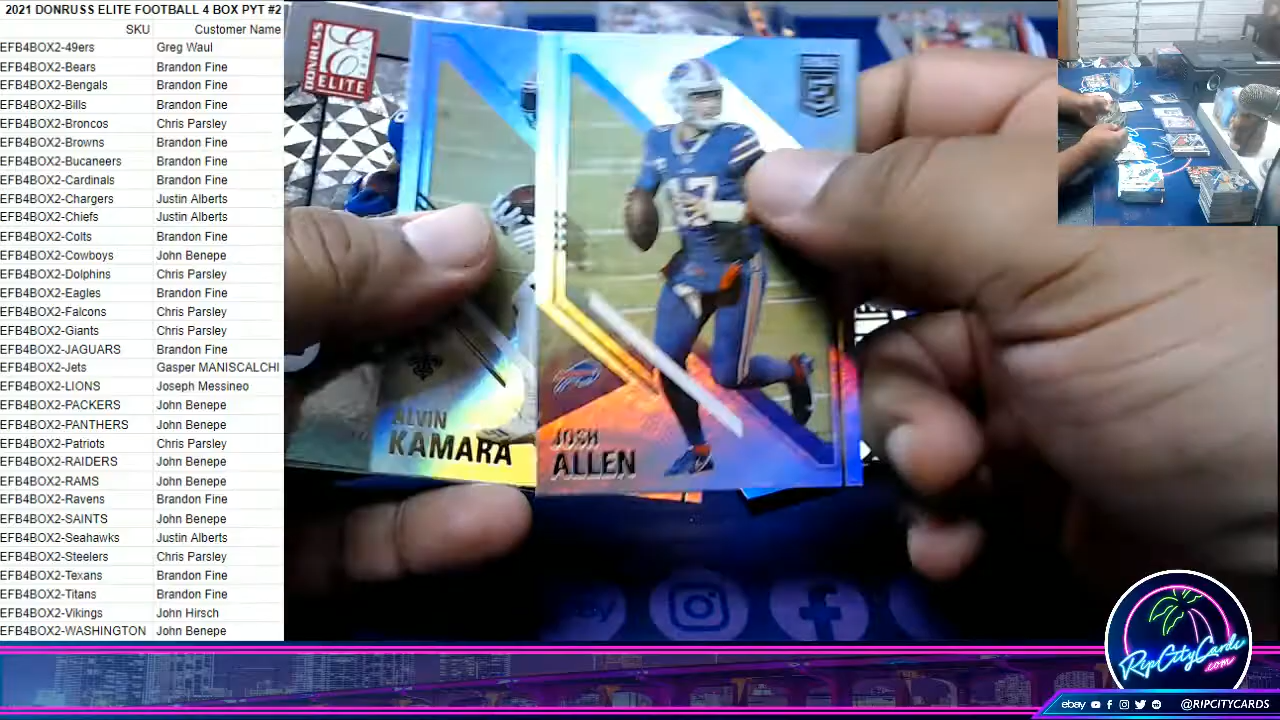 2021 DONRUSS ELITE FOOTBALL 4 BOX PYT #2
SKU Customer Name
EFB4BOX2-49ers Greg Waul
EFB4BOX2-Bears Brandon Fine
EFB4BOX2-Bengals Brandon Fine
EFB4BOX2-Bills Brandon Fine
EFB4BOX2-Broncos Chris Parsley
EFB4BOX2-Browns Brandon Fine
EFB4BOX2-Bucaneers Brandon Fine
EFB4BOX2-Cardinals Brandon Fine
EFB4BOX2-Chargers Justin Alberts
EFB4BOX2-Chiefs Justin Alberts
EFB4BOX2-Colts Brandon Fine
EFB4BOX2-Cowboys John Benepe
EFB4BOX2-Dolphins Chris Parsley
EFB4BOX2-Eagles Brandon Fine
EFB4BOX2-Falcons Chris Parsley
EFB4BOX2-Giants Chris Parsley
EFB4BOX2-JAGUARS Brandon Fine
EFB4BOX2-Jets Gasper MANISCALCHI
EFB4BOX2-LIONS Joseph Messineo
EFB4BOX2-PACKERS John Benepe
EFB4BOX2-PANTHERS John Benepe
EFB4BOX2-Patriots Chris Parsley
EFB4BOX2-RAIDERS John Benepe
EFB4BOX2-RAMS John Benepe
EFB4BOX2-Ravens Brandon Fine
EFB4BOX2-SAINTS John Benepe
EFB4BOX2-Seahawks Justin Alberts
EFB4BOX2-Steelers Chris Parsley
EFB4BOX2-Texans Brandon Fine
EFB4BOX2-Titans Brandon Fine
EFB4BOX2-Vikings John Hirsch
EFB4BOX2-WASHINGTON John Benepe
DONRUSS
ELITE
17
ALVIN
KAMARA
JOSH
ALLEN
RipCityCards
.com
ebay @RIPCITYCARDS